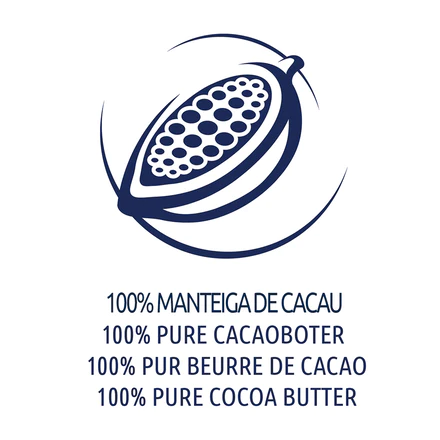 100% MANTEIGA DE CACAU
100% PURE CACAOBOTER
100% PUR BEURRE DE CACAO
100% PURE COCOA BUTTER